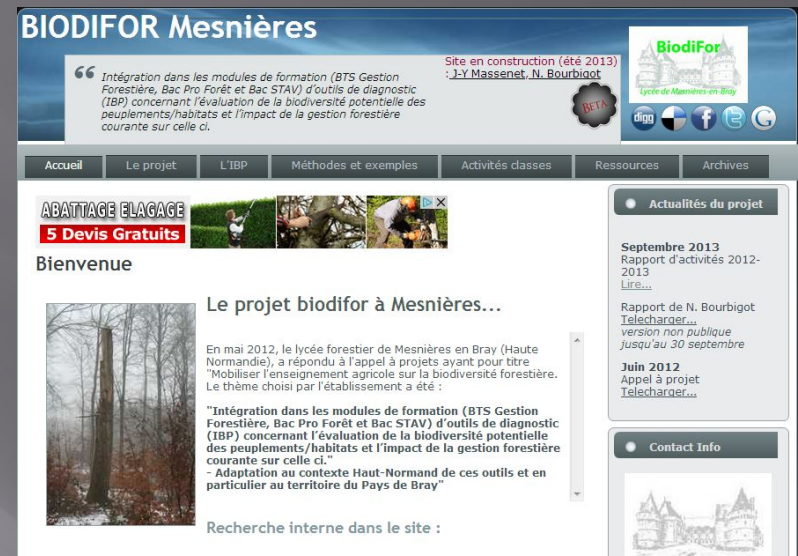 BIODIFOR Mesnières
Intégration dans les modules de formation (BTS Gestion
Forestière, Bac Pro Forêt et Bac STAV) d'outils de diagnostic
(IBP) concernant l'évaluation de la biodiversité potentielle des
peuplements/habitats et l'impact de la gestion forestière
courante sur celle ci.
Site en construction (été 2013)
: J-Y Massenet, N. Bourbigot
BETA
BiodiFor
Lycée de Mesnières-en-Bray
digg
Accueil
Le projet
L'IBP
Méthodes et exemples
Activités classes
Ressources
Archives
ABATTAGE ELAGAGE
5 Devis Gratuits
Bienvenue
Le projet biodifor à Mesnières...
En mai 2012, le lycée forestier de Mesnières en Bray (Haute
Normandie), a répondu à l'appel à projets ayant pour titre
"Mobiliser l'enseignement agricole sur la biodiversité forestière.
Le thème choisi par l'établissement a été :
"Intégration dans les modules de formation (BTS Gestion
Forestière, Bac Pro Forêt et Bac STAV) d'outils de diagnostic
(IBP) concernant l'évaluation de la biodiversité potentielle
des peuplements/habitats et l'impact de la gestion forestière
courante sur celle ci."
- Adaptation au contexte Haut-Normand de ces outils et en
particulier au territoire du Pays de Bray"
Recherche interne dans le site :
Actualités du projet
Septembre 2013
Rapport d'activités 2012-
2013
Lire...
Rapport de N. Bourbigot
Telecharger...
version non publique
jusqu'au 30 septembre
Juin 2012
Appel à projet
Telecharger...
Contact Info